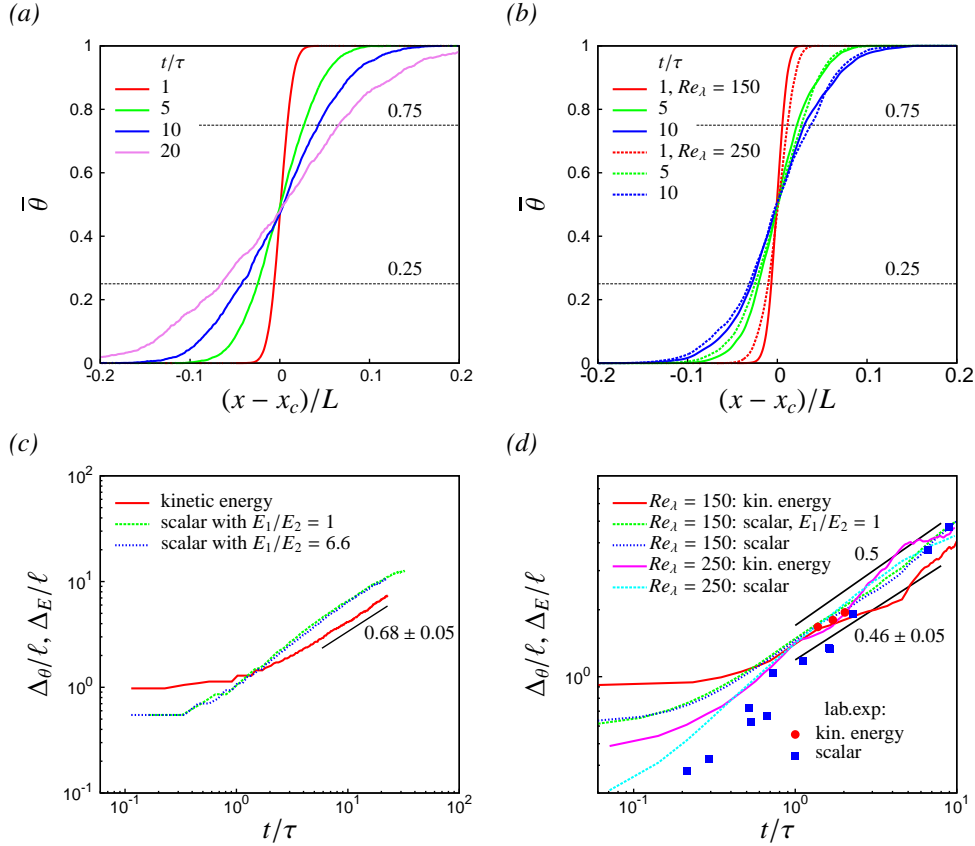 (a)
t/τ
1
5
10
20
0.75
0.25
1
0.8
0.6
0.4
0.2
0
-0.2
-0.1
0
0.1
0.2
θ̅
(x − x_c)/L
(b)
t/τ
1, Re_λ = 150
5
10
1, Re_λ = 250
5
10
0.75
0.25
1
0.8
0.6
0.4
0.2
0
-0.2
-0.1
0
0.1
0.2
θ̅
(x − x_c)/L
(c)
kinetic energy
scalar with E_1/E_2 = 1
scalar with E_1/E_2 = 6.6
0.68 ± 0.05
10^2
10^1
10^0
10^-1
10^-1
10^0
10^1
10^2
Δ_θ/ℓ, Δ_E/ℓ
t/τ
(d)
Re_λ = 150: kin. energy
Re_λ = 150: scalar, E_1/E_2 = 1
Re_λ = 150: scalar
Re_λ = 250: kin. energy
Re_λ = 250: scalar
0.5
0.46 ± 0.05
lab.exp:
kin. energy
scalar
10^0
10^-1
10^0
10^1
Δ_θ/ℓ, Δ_E/ℓ
t/τ